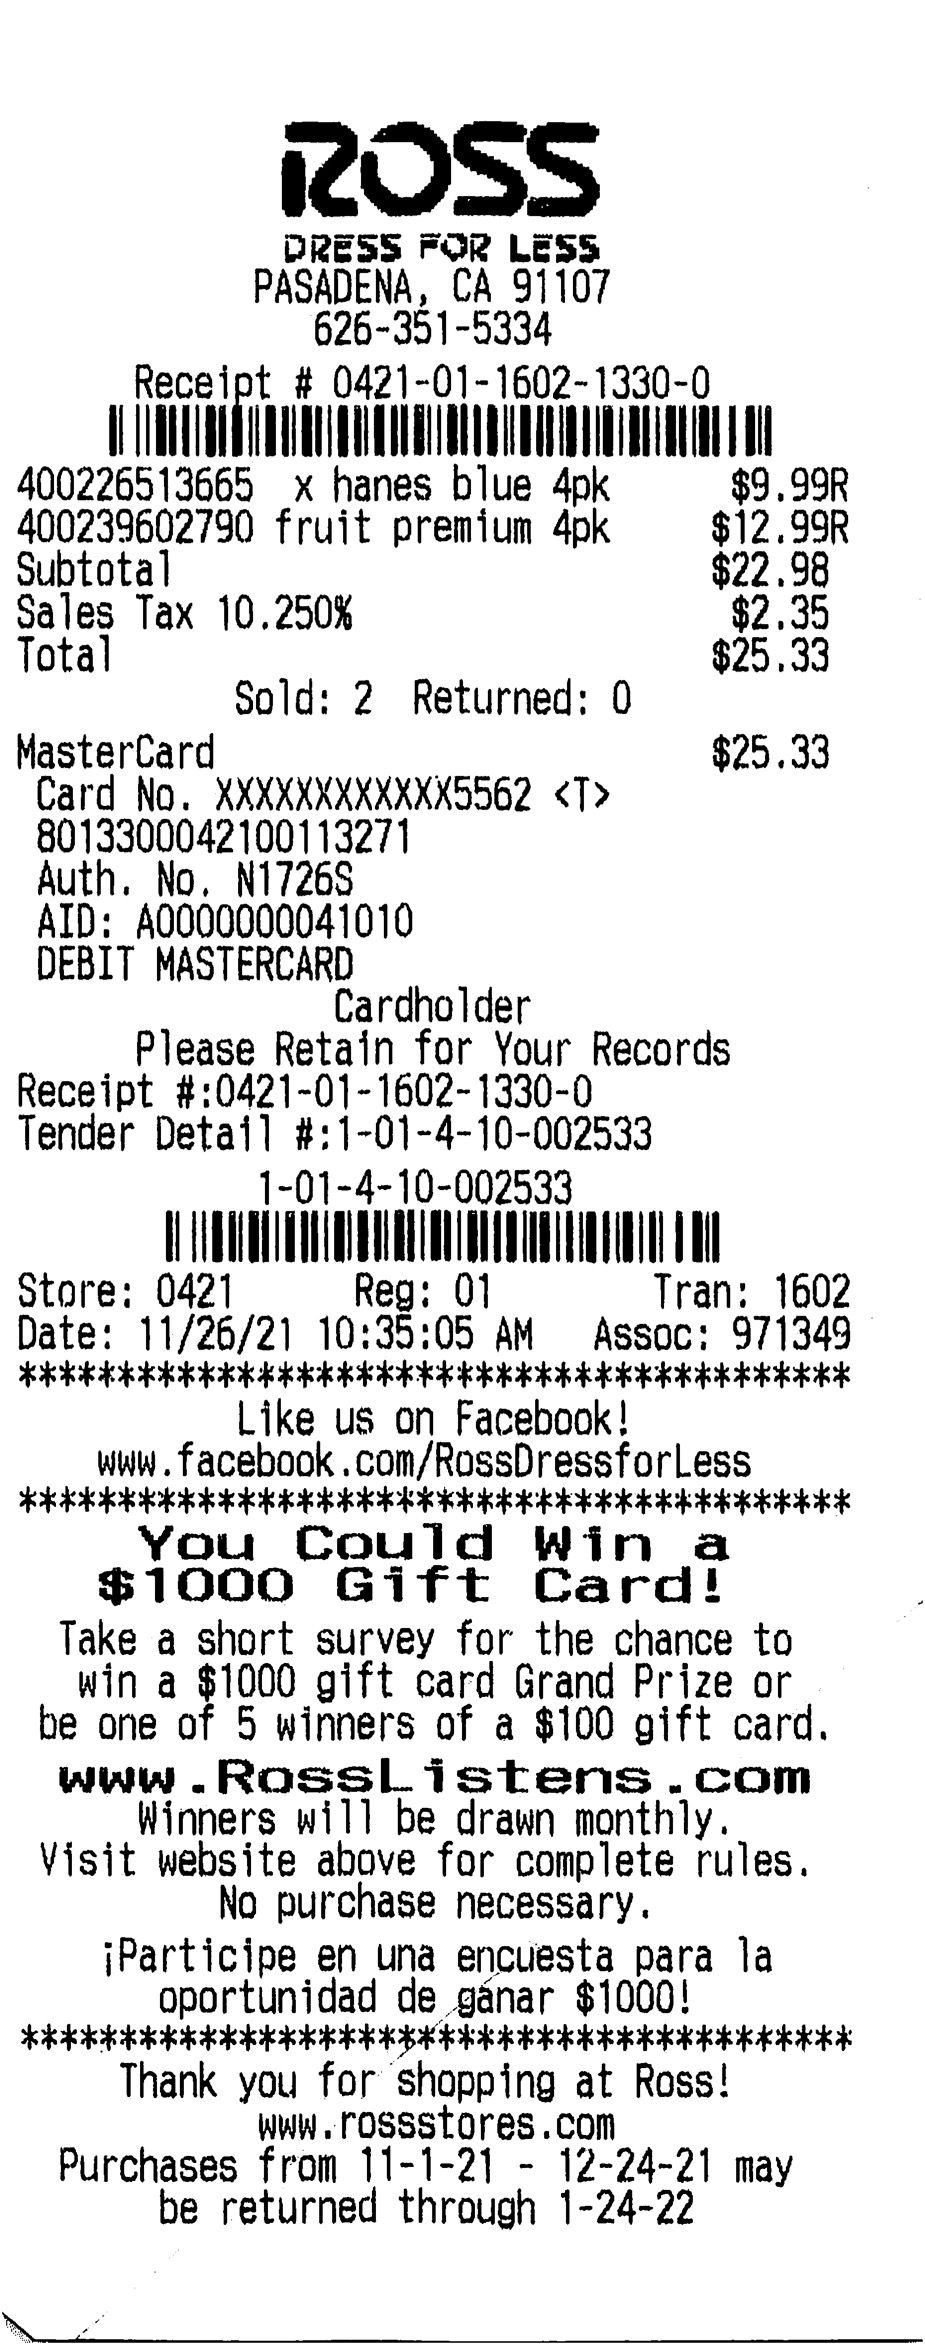 ROSS
DRESS FOR LESS
PASADENA, CA 91107
626-351-5334
Receipt # 0421-01-1602-1330-0
400226513665  x hanes blue 4pk $9.99R
400239602790 fruit premium 4pk $12.99R
Subtotal $22.98
Sales Tax 10.250% $2.35
Total $25.33
Sold: 2  Returned: 0
MasterCard $25.33
Card No. XXXXXXXXXXXX5562 <T>
8013300042100113271
Auth. No. N1726S
AID: A0000000041010
DEBIT MASTERCARD
Cardholder
Please Retain for Your Records
Receipt #:0421-01-1602-1330-0
Tender Detail #:1-01-4-10-002533
1-01-4-10-002533
Store: 0421 Reg: 01 Tran: 1602
Date: 11/26/21 10:35:05 AM Assoc: 971349
******************************************
Like us on Facebook!
www.facebook.com/RossDressforLess
******************************************
You Could Win a
$1000 Gift Card!
Take a short survey for the chance to
win a $1000 gift card Grand Prize or
be one of 5 winners of a $100 gift card.
www.RossListens.com
Winners will be drawn monthly.
Visit website above for complete rules.
No purchase necessary.
¡Participe en una encuesta para la
oportunidad de ganar $1000!
******************************************
Thank you for shopping at Ross!
www.rossstores.com
Purchases from 11-1-21 - 12-24-21 may
be returned through 1-24-22